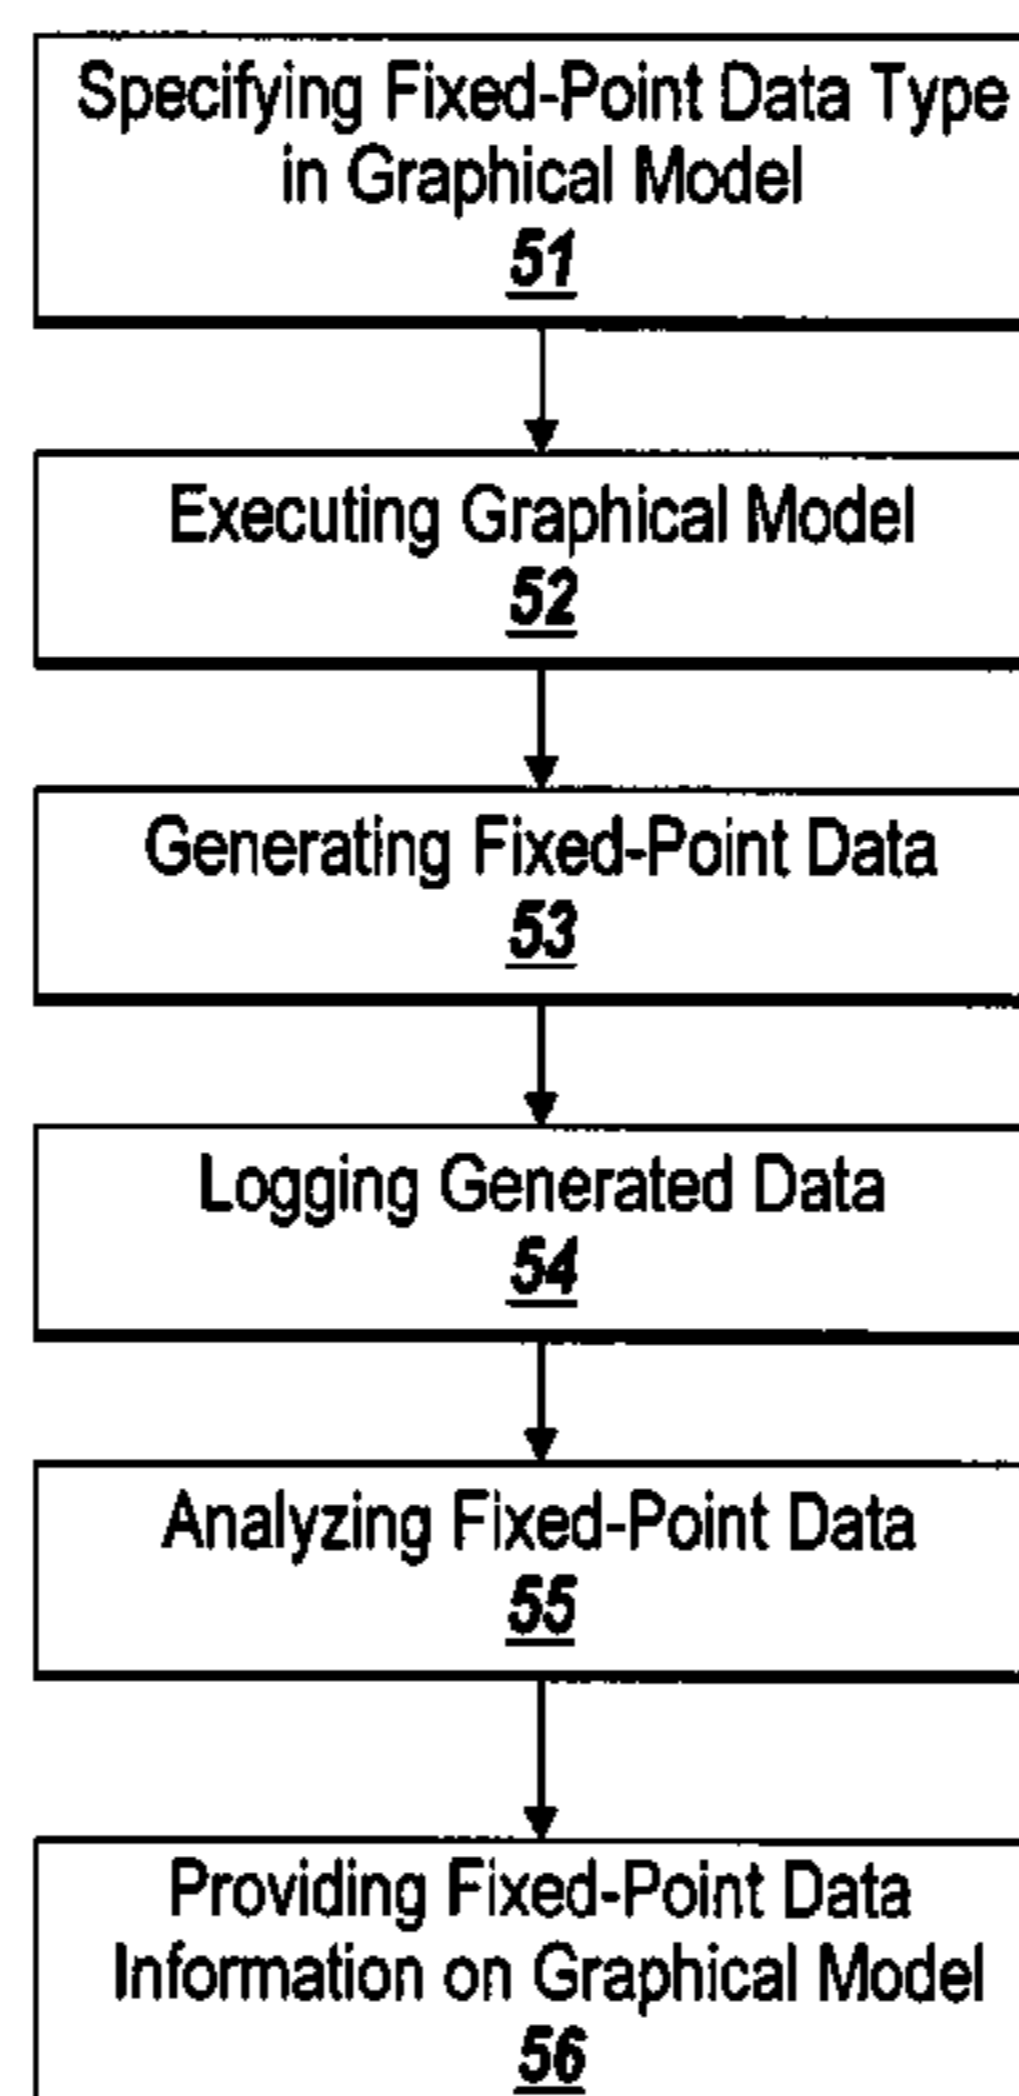 Specifying Fixed-Point Data Type
in Graphical Model
51
Executing Graphical Model
52
Generating Fixed-Point Data
53
Logging Generated Data
54
Analyzing Fixed-Point Data
55
Providing Fixed-Point Data
Information on Graphical Model
56